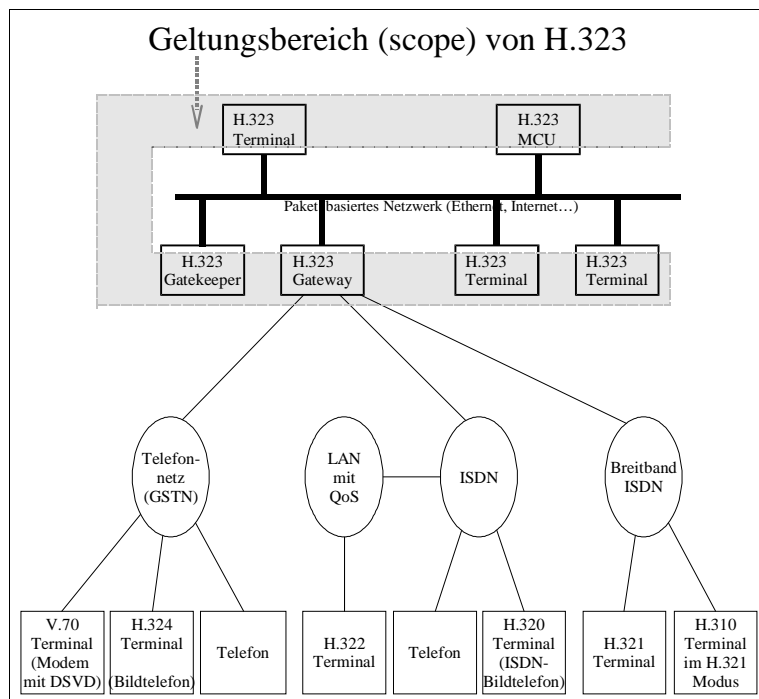 Geltungsbereich (scope) von H.323
H.323
Terminal
H.323
MCU
Paket basiertes Netzwerk (Ethernet, Internet…)
H.323
Gatekeeper
H.323
Gateway
H.323
Terminal
H.323
Terminal
Telefon-
netz
(GSTN)
LAN
mit
QoS
ISDN
Breitband
ISDN
V.70
Terminal
(Modem
mit DSVD)
H.324
Terminal
(Bildtelefon)
Telefon
H.322
Terminal
Telefon
H.320
Terminal
(ISDN-
Bildtelefon)
H.321
Terminal
H.310
Terminal
im H.321
Modus